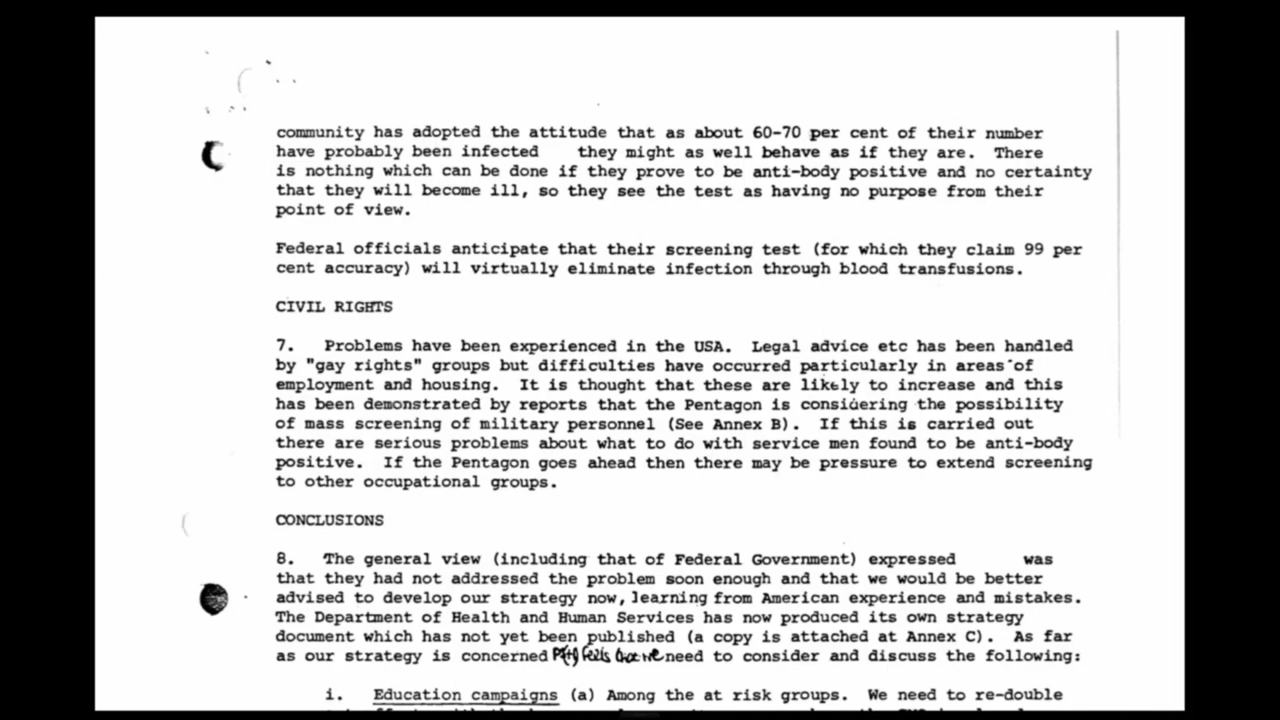 community has adopted the attitude that as about 60-70 per cent of their number
have probably been infected they might as well behave as if they are. There
is nothing which can be done if they prove to be anti-body positive and no certainty
that they will become ill, so they see the test as having no purpose from their
point of view.
Federal officials anticipate that their screening test (for which they claim 99 per
cent accuracy) will virtually eliminate infection through blood transfusions.
CIVIL RIGHTS
7. Problems have been experienced in the USA. Legal advice etc has been handled
by "gay rights" groups but difficulties have occurred particularly in areas of
employment and housing. It is thought that these are likely to increase and this
has been demonstrated by reports that the Pentagon is considering the possibility
of mass screening of military personnel (See Annex B). If this is carried out
there are serious problems about what to do with service men found to be anti-body
positive. If the Pentagon goes ahead then there may be pressure to extend screening
to other occupational groups.
CONCLUSIONS
8. The general view (including that of Federal Government) expressed was
that they had not addressed the problem soon enough and that we would be better
advised to develop our strategy now, learning from American experience and mistakes.
The Department of Health and Human Services has now produced its own strategy
document which has not yet been published (a copy is attached at Annex C). As far
as our strategy is concerned need to consider and discuss the following:
i. Education campaigns (a) Among the at risk groups. We need to re-double